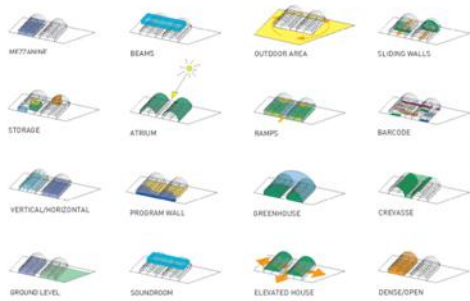 MEZZANINE
BEAMS
OUTDOOR AREA
SLIDING WALLS
STORAGE
ATRIUM
RAMPS
BARCODE
VERTICAL/HORIZONTAL
PROGRAM WALL
GREENHOUSE
CREVASSE
GROUND LEVEL
SOUNDROOM
ELEVATED HOUSE
DENSE/OPEN